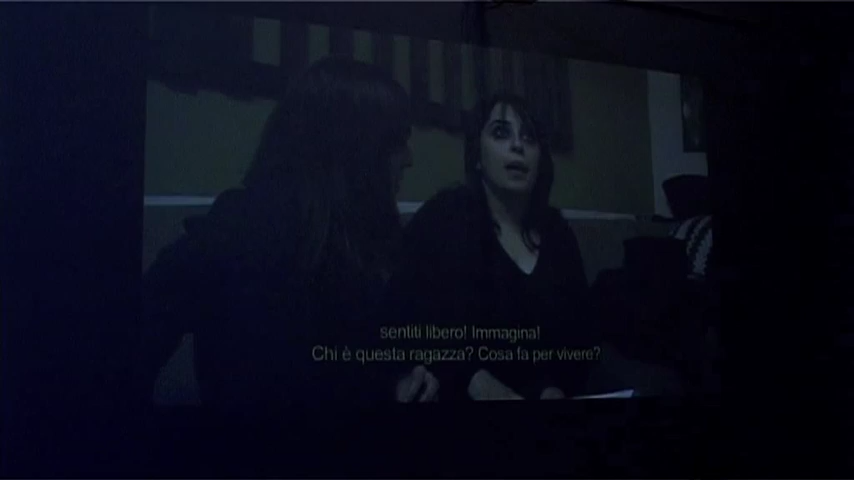 sentiti libero! Immagina!
Chi è questa ragazza? Cosa fa per vivere?